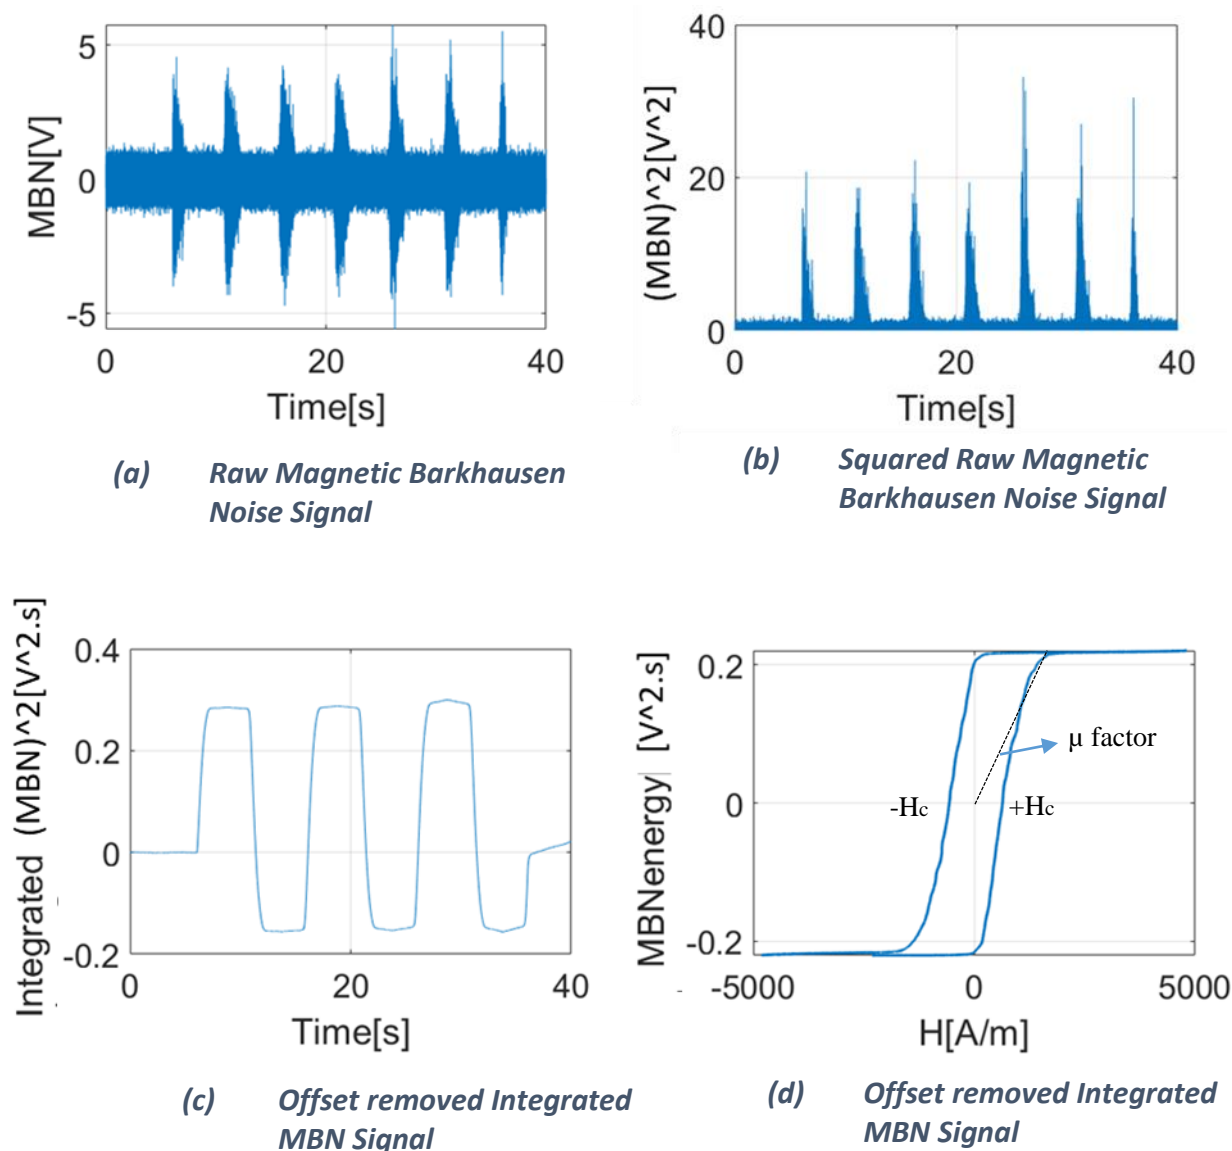 5
0
-5
MBN[V]
0
20
40
Time[s]
(a) Raw Magnetic Barkhausen
Noise Signal
40
20
0
(MBN)^2[V^2]
0
20
40
Time[s]
(b) Squared Raw Magnetic
Barkhausen Noise Signal
0.4
0.2
0
-0.2
Integrated (MBN)^2[V^2.s]
0
20
40
Time[s]
(c) Offset removed Integrated
MBN Signal
0.2
0
-0.2
MBNenergy [V^2.s]
μ factor
-Hc
+Hc
-5000
0
5000
H[A/m]
(d) Offset removed Integrated
MBN Signal